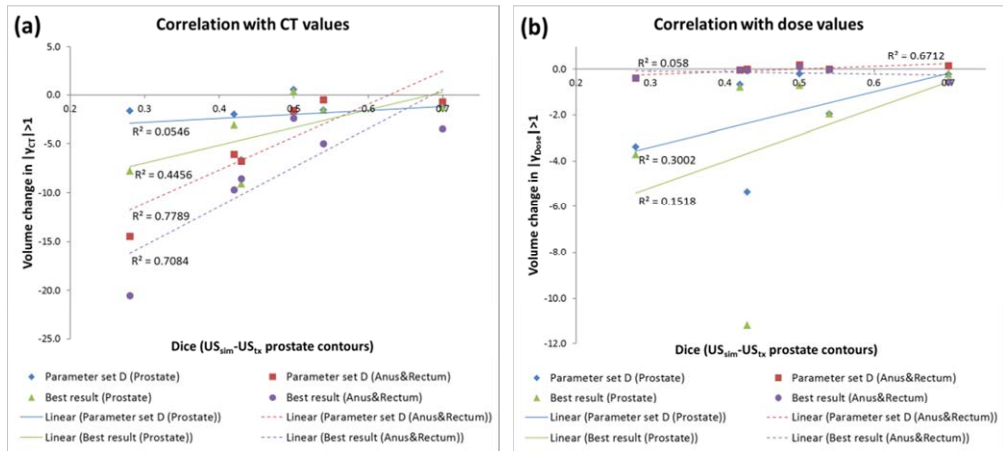 (a)
Correlation with CT values
5.0
0.0
-5.0
-10.0
-15.0
-20.0
-25.0
0.2 0.3 0.4 0.5 0.6 0.7
Volume change in |γCT|>1
R² = 0.0546
R² = 0.4456
R² = 0.7789
R² = 0.7084
Dice (USsim-UStx prostate contours)
Parameter set D (Prostate)
Parameter set D (Anus&Rectum)
Best result (Prostate)
Best result (Anus&Rectum)
Linear (Parameter set D (Prostate))
Linear (Parameter set D (Anus&Rectum))
Linear (Best result (Prostate))
Linear (Best result (Anus&Rectum))
(b)
Correlation with dose values
0.0
-2.0
-4.0
-6.0
-8.0
-10.0
-12.0
0.2 0.3 0.4 0.5 0.6 0.7
Volume change in |γDose|>1
R² = 0.058
R² = 0.6712
R² = 0.3002
R² = 0.1518
Dice (USsim-UStx prostate contours)
Parameter set D (Prostate)
Parameter set D (Anus&Rectum)
Best result (Prostate)
Best result (Anus&Rectum)
Linear (Parameter set D (Prostate))
Linear (Parameter set D (Anus&Rectum))
Linear (Best result (Prostate))
Linear (Best result (Anus&Rectum))